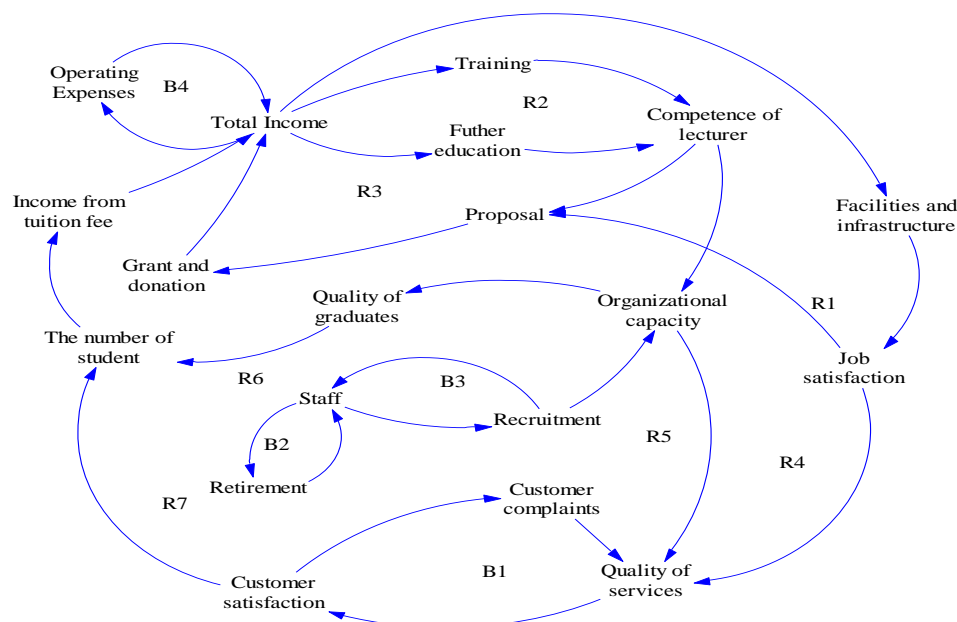 Operating
Expenses
B4
Total Income
Training
R2
Futher
education
Competence of
lecturer
Income from
tuition fee
R3
Proposal
Facilities and
infrastructure
Grant and
donation
Quality of
graduates
Organizational
capacity
R1
The number of
student
Job
satisfaction
R6
B3
Staff
Recruitment
B2
R5
R4
Retirement
R7
Customer
complaints
B1
Quality of
services
Customer
satisfaction